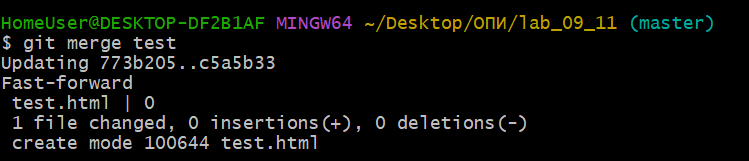 HomeUser@DESKTOP-DF2B1AF MINGW64 ~/Desktop/ОПИ/lab_09_11 (master)
$ git merge test
Updating 773b205..c5a5b33
Fast-forward
 test.html | 0
 1 file changed, 0 insertions(+), 0 deletions(-)
 create mode 100644 test.html